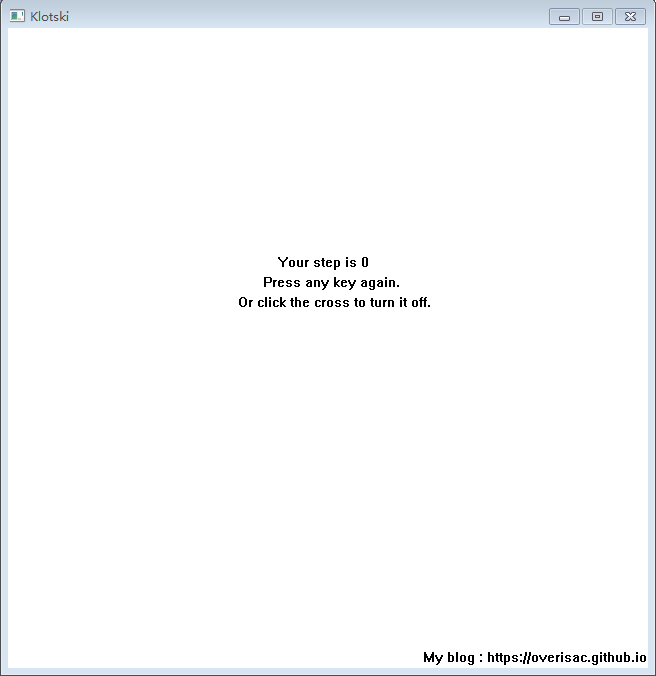 Klotski
Your step is 0
Press any key again.
Or click the cross to turn it off.
My blog : https://overisac.github.io